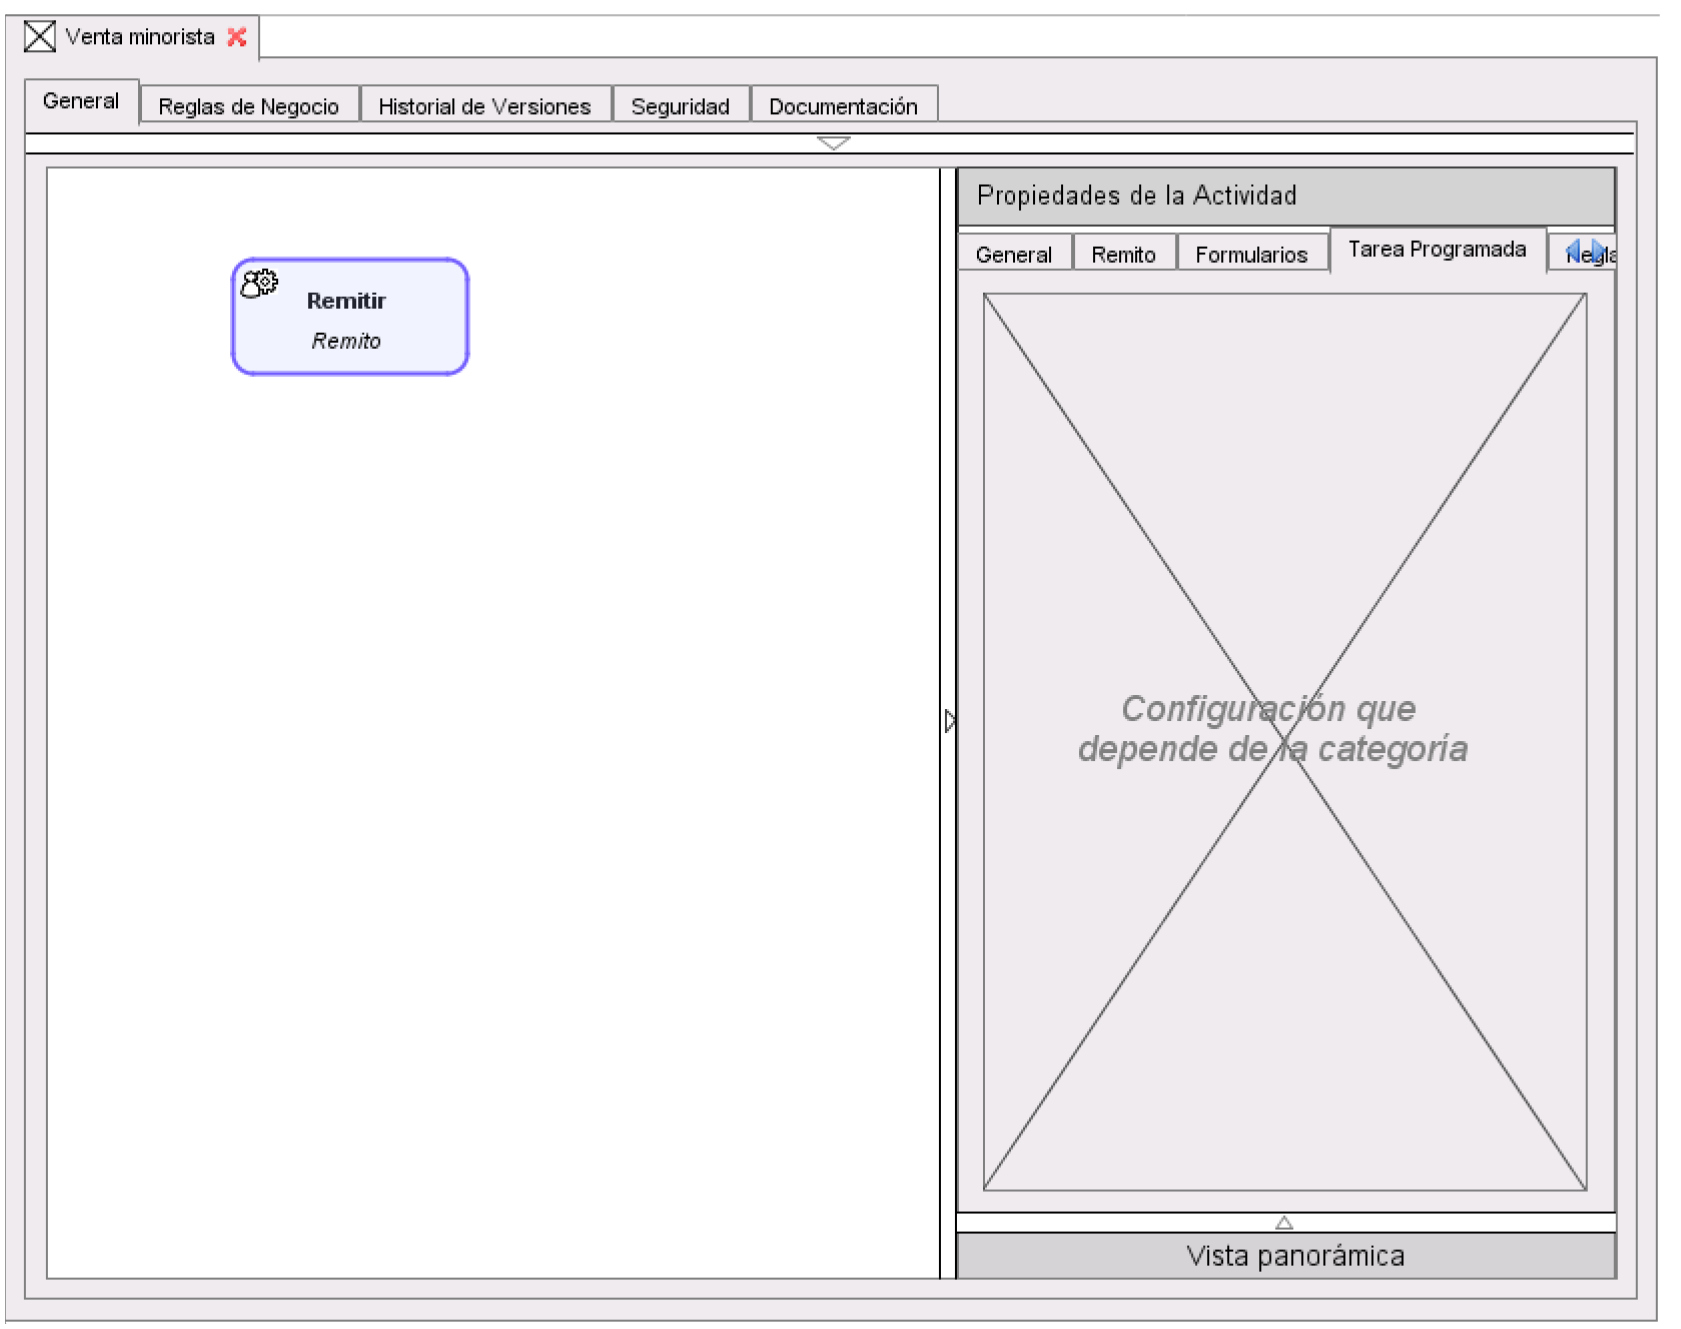 Venta minorista
General Reglas de Negocio Historial de Versiones Seguridad Documentación
Propiedades de la Actividad
General Remito Formularios Tarea Programada
Remitir
Remito
Configuración que
depende de la categoría
Vista panorámica